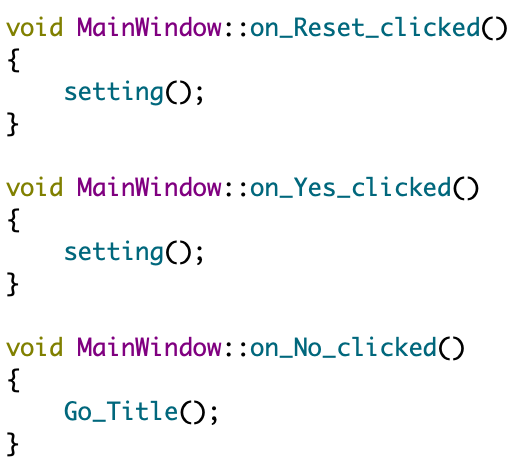 void MainWindow::on_Reset_clicked()
{
    setting();
}

void MainWindow::on_Yes_clicked()
{
    setting();
}

void MainWindow::on_No_clicked()
{
    Go_Title();
}